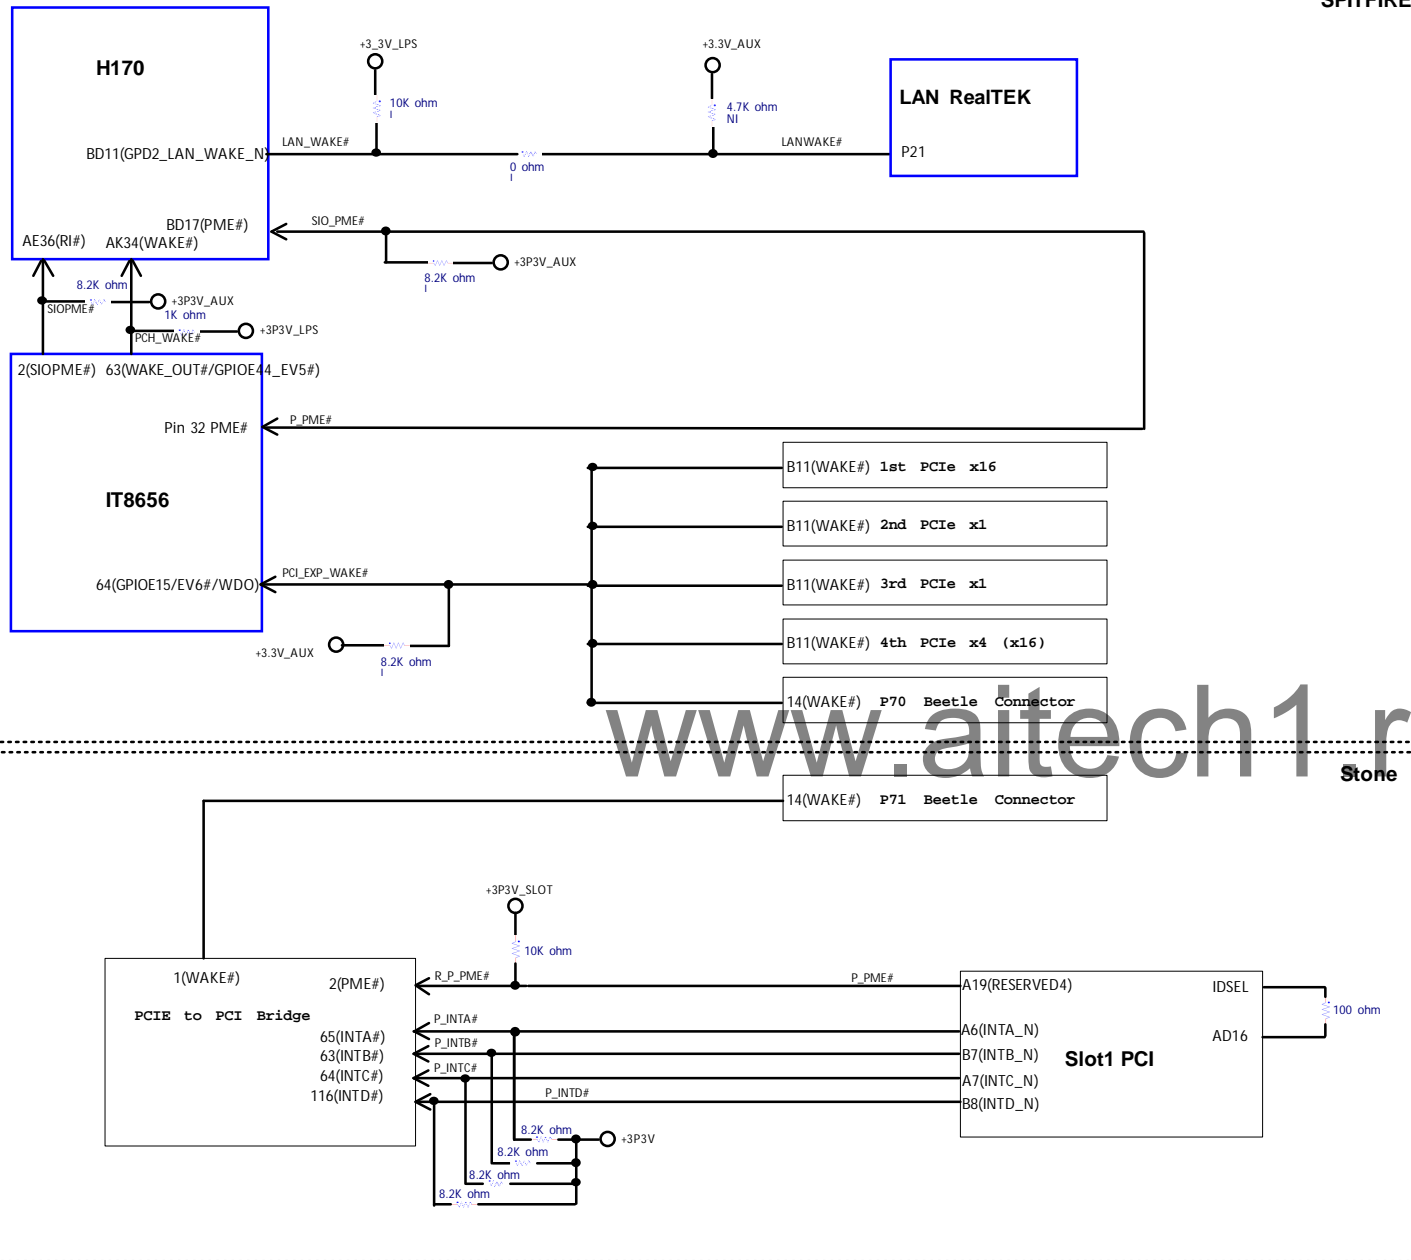 SPITFIRE
+3_3V_LPS
+3.3V_AUX
H170
LAN RealTEK
10K ohm
I
4.7K ohm
NI
LAN_WAKE#
LANWAKE#
BD11(GPD2_LAN_WAKE_N)
P21
0 ohm
I
BD17(PME#)
SIO_PME#
AE36(RI#)
AK34(WAKE#)
+3P3V_AUX
8.2K ohm
I
8.2K ohm
+3P3V_AUX
SIOPME#
1K ohm
+3P3V_LPS
PCH_WAKE#
2(SIOPME#)
63(WAKE_OUT#/GPIOE44_EV5#)
Pin 32 PME#
P_PME#
B11(WAKE#) 1st PCIe x16
IT8656
B11(WAKE#) 2nd PCIe x1
PCI_EXP_WAKE#
64(GPIOE15/EV6#/WDO)
B11(WAKE#) 3rd PCIe x1
+3.3V_AUX
8.2K ohm
I
B11(WAKE#) 4th PCIe x4 (x16)
14(WAKE#) P70 Beetle Connector
www.aitech1.r
Stone
14(WAKE#) P71 Beetle Connector
+3P3V_SLOT
10K ohm
1(WAKE#)
2(PME#)
R_P_PME#
P_PME#
A19(RESERVED4)
IDSEL
100 ohm
PCIE to PCI Bridge
P_INTA#
65(INTA#)
A6(INTA_N)
AD16
P_INTB#
63(INTB#)
B7(INTB_N)
Slot1 PCI
P_INTC#
64(INTC#)
A7(INTC_N)
116(INTD#)
P_INTD#
B8(INTD_N)
8.2K ohm
+3P3V
8.2K ohm
8.2K ohm
8.2K ohm